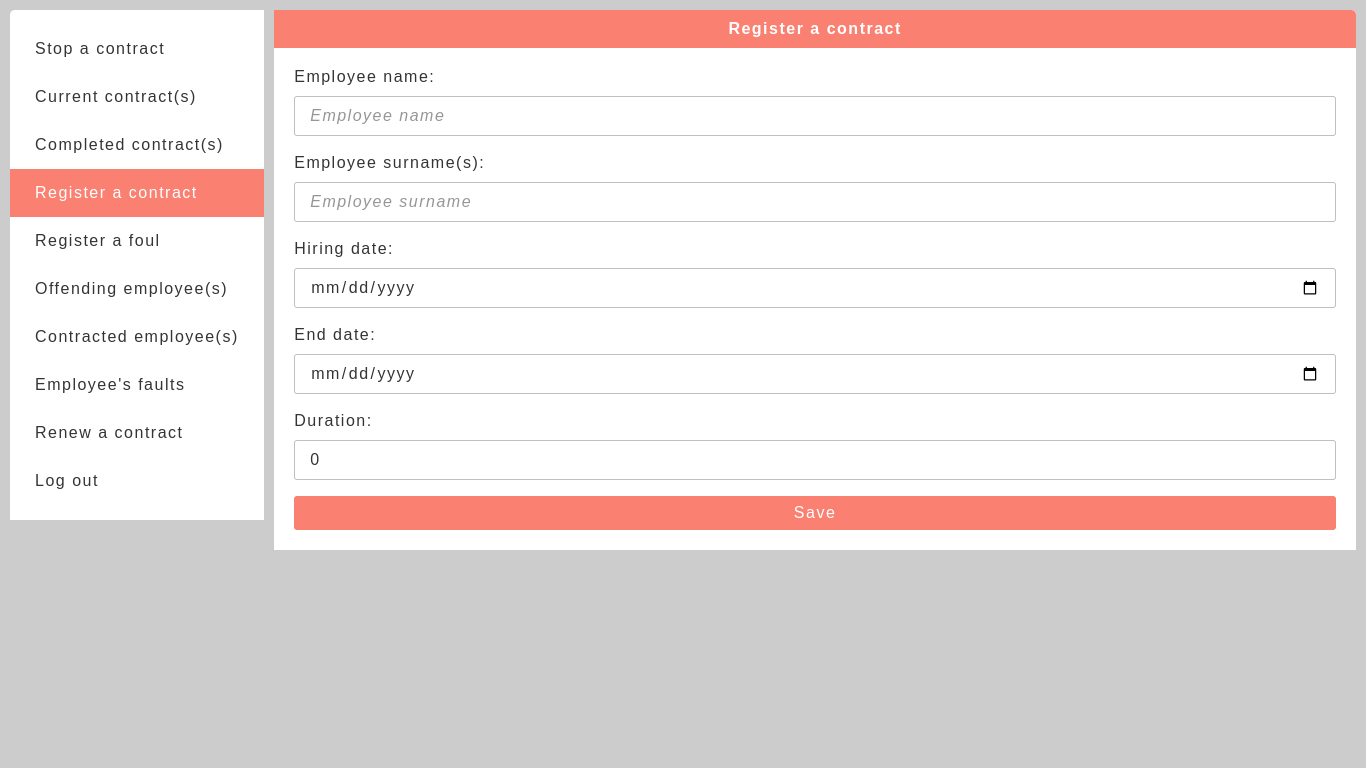 Stop a contract
Current contract(s)
Completed contract(s)
Register a contract
Register a foul
Offending employee(s)
Contracted employee(s)
Employee's faults
Renew a contract
Log out
Register a contract
Employee name:
Employee name
Employee surname(s):
Employee surname
Hiring date:
mm/dd/yyyy
End date:
mm/dd/yyyy
Duration:
0
Save